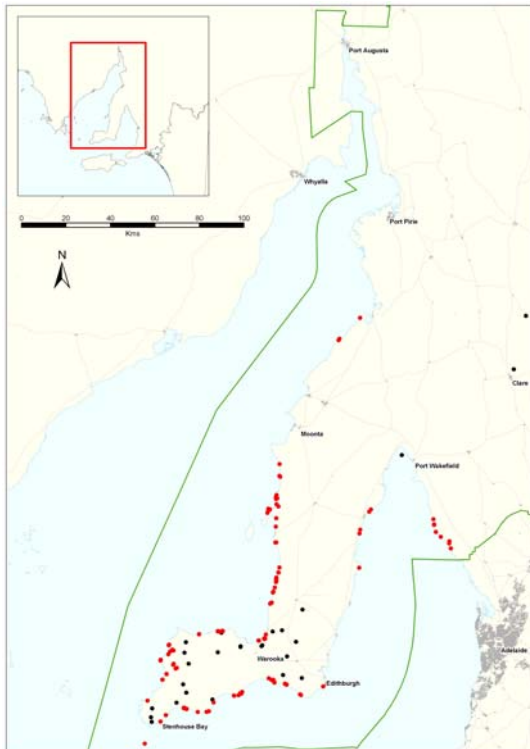 Port Augusta
Whyalla
Port Pirie
0 20 40 60 80 100
Kms
N
Clare
Moonta
Port Wakefield
Adelaide
Warooka
Edithburgh
Stenhouse Bay